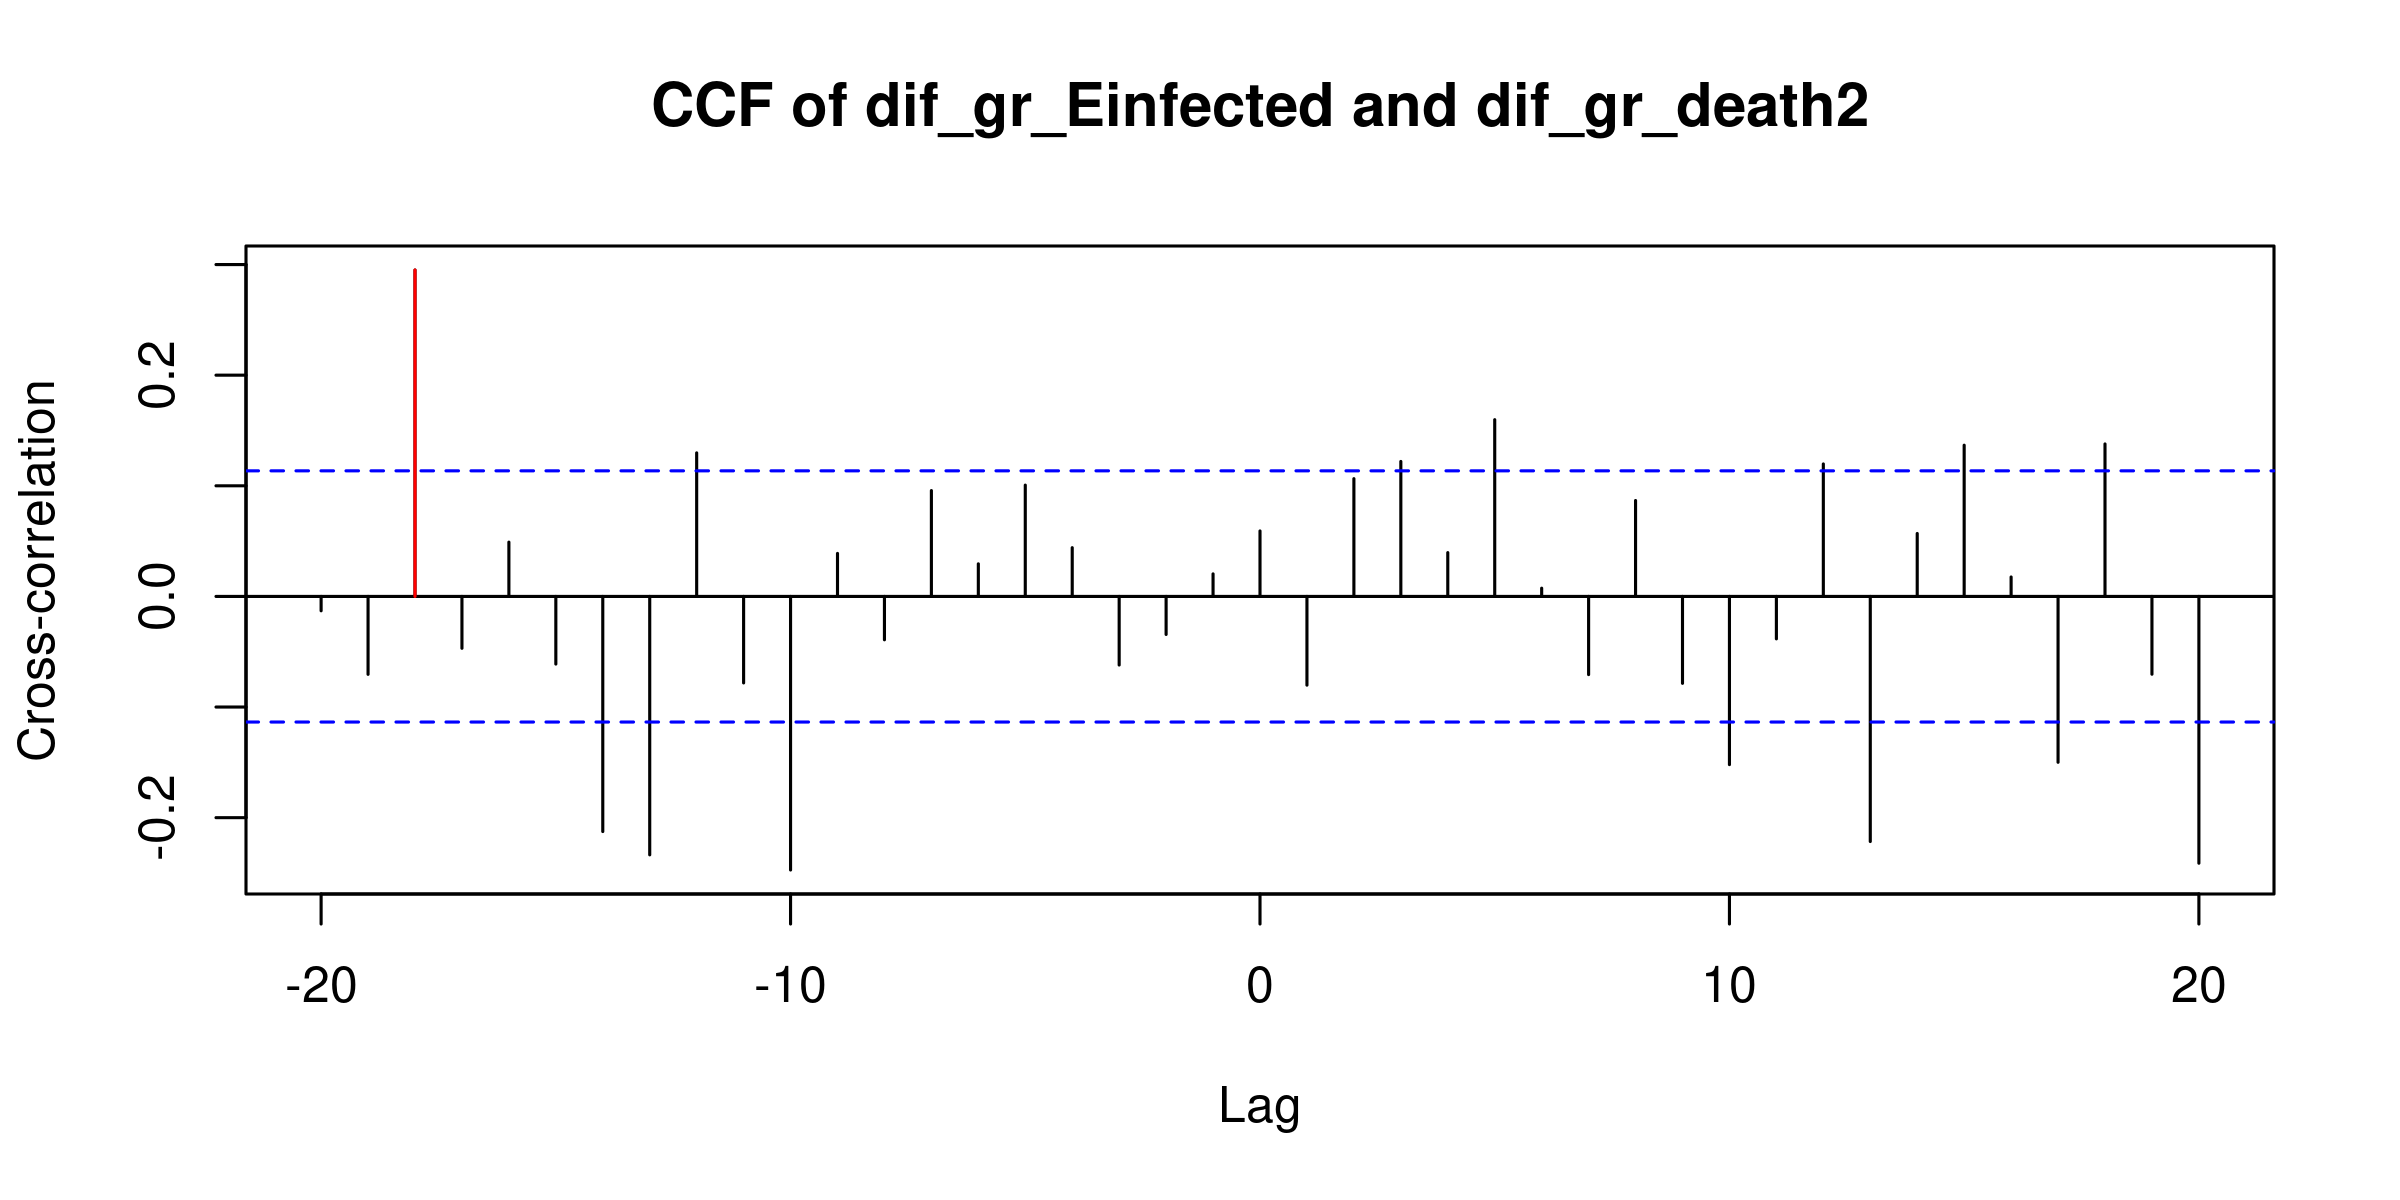 CCF of dif_gr_Einfected and dif_gr_death2
Cross-correlation
0.2
0.0
-0.2
-20 -10 0 10 20
Lag